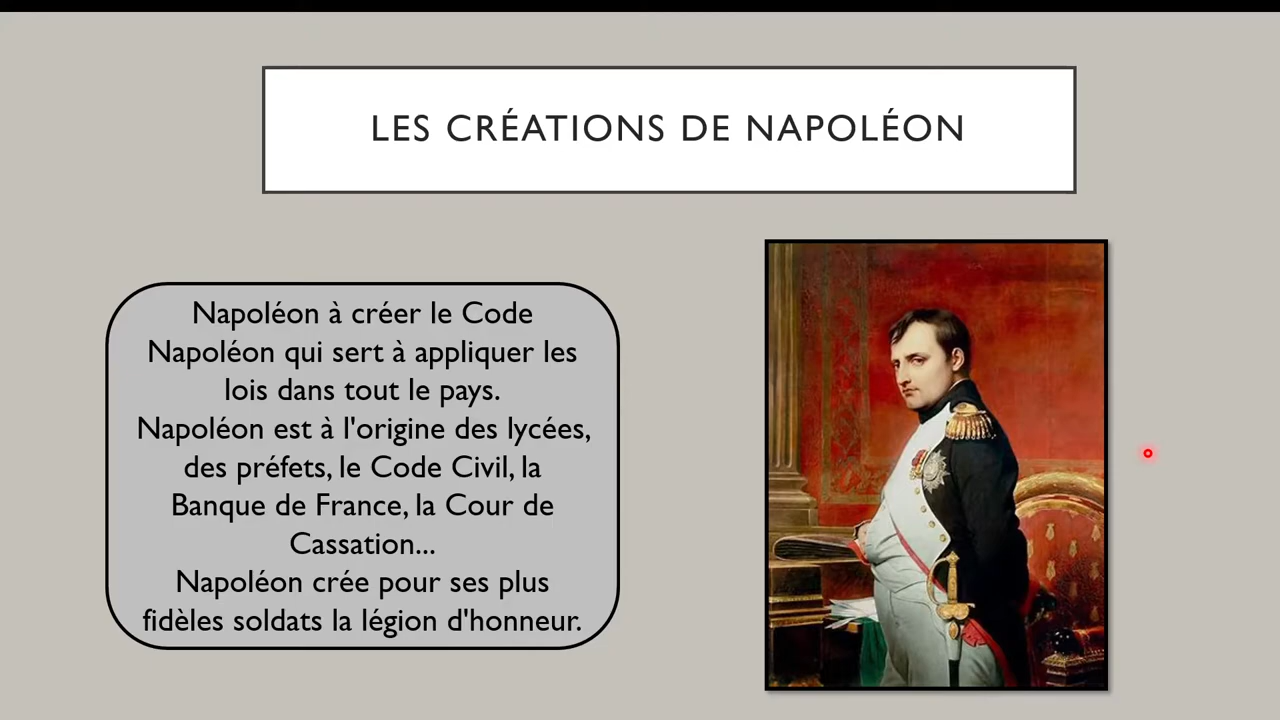 LES CRÉATIONS DE NAPOLÉON
Napoléon à créer le Code
Napoléon qui sert à appliquer les
lois dans tout le pays.
Napoléon est à l'origine des lycées,
des préfets, le Code Civil, la
Banque de France, la Cour de
Cassation...
Napoléon crée pour ses plus
fidèles soldats la légion d'honneur.